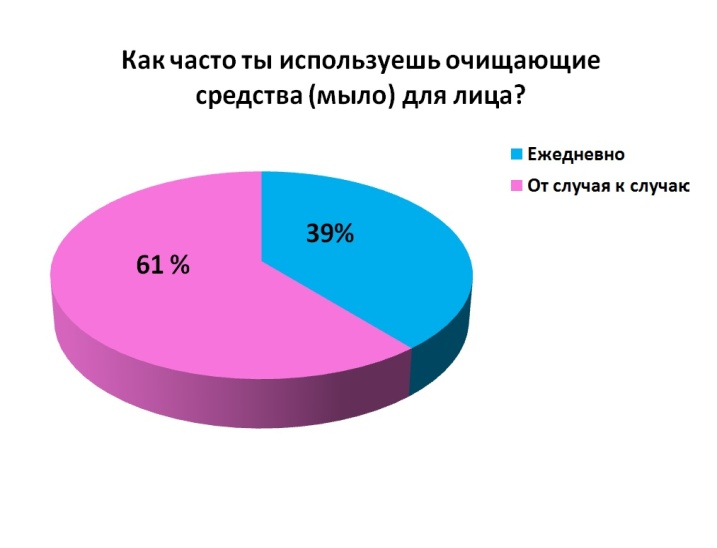 Как часто ты используешь очищающие
средства (мыло) для лица?
Ежедневно
От случая к случаю
39%
61 %